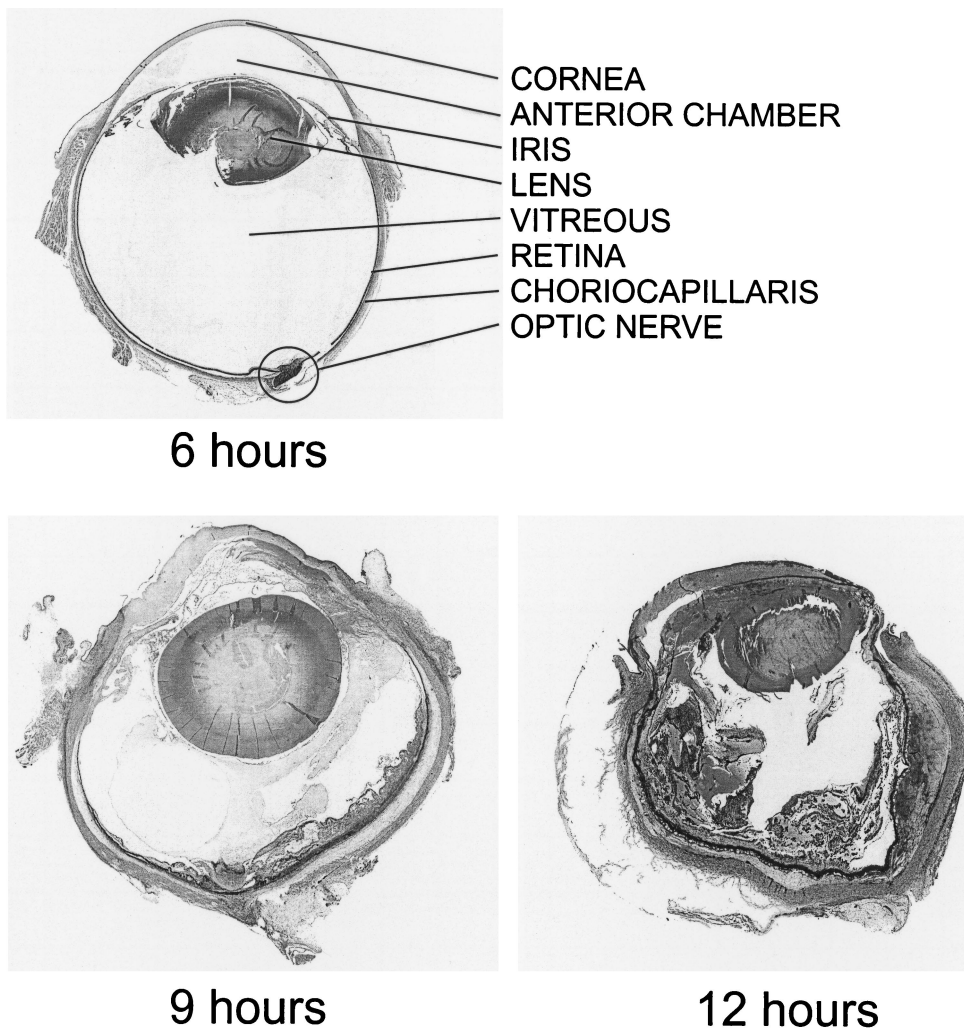 CORNEA
ANTERIOR CHAMBER
IRIS
LENS
VITREOUS
RETINA
CHORIOCAPILLARIS
OPTIC NERVE
6 hours
9 hours
12 hours